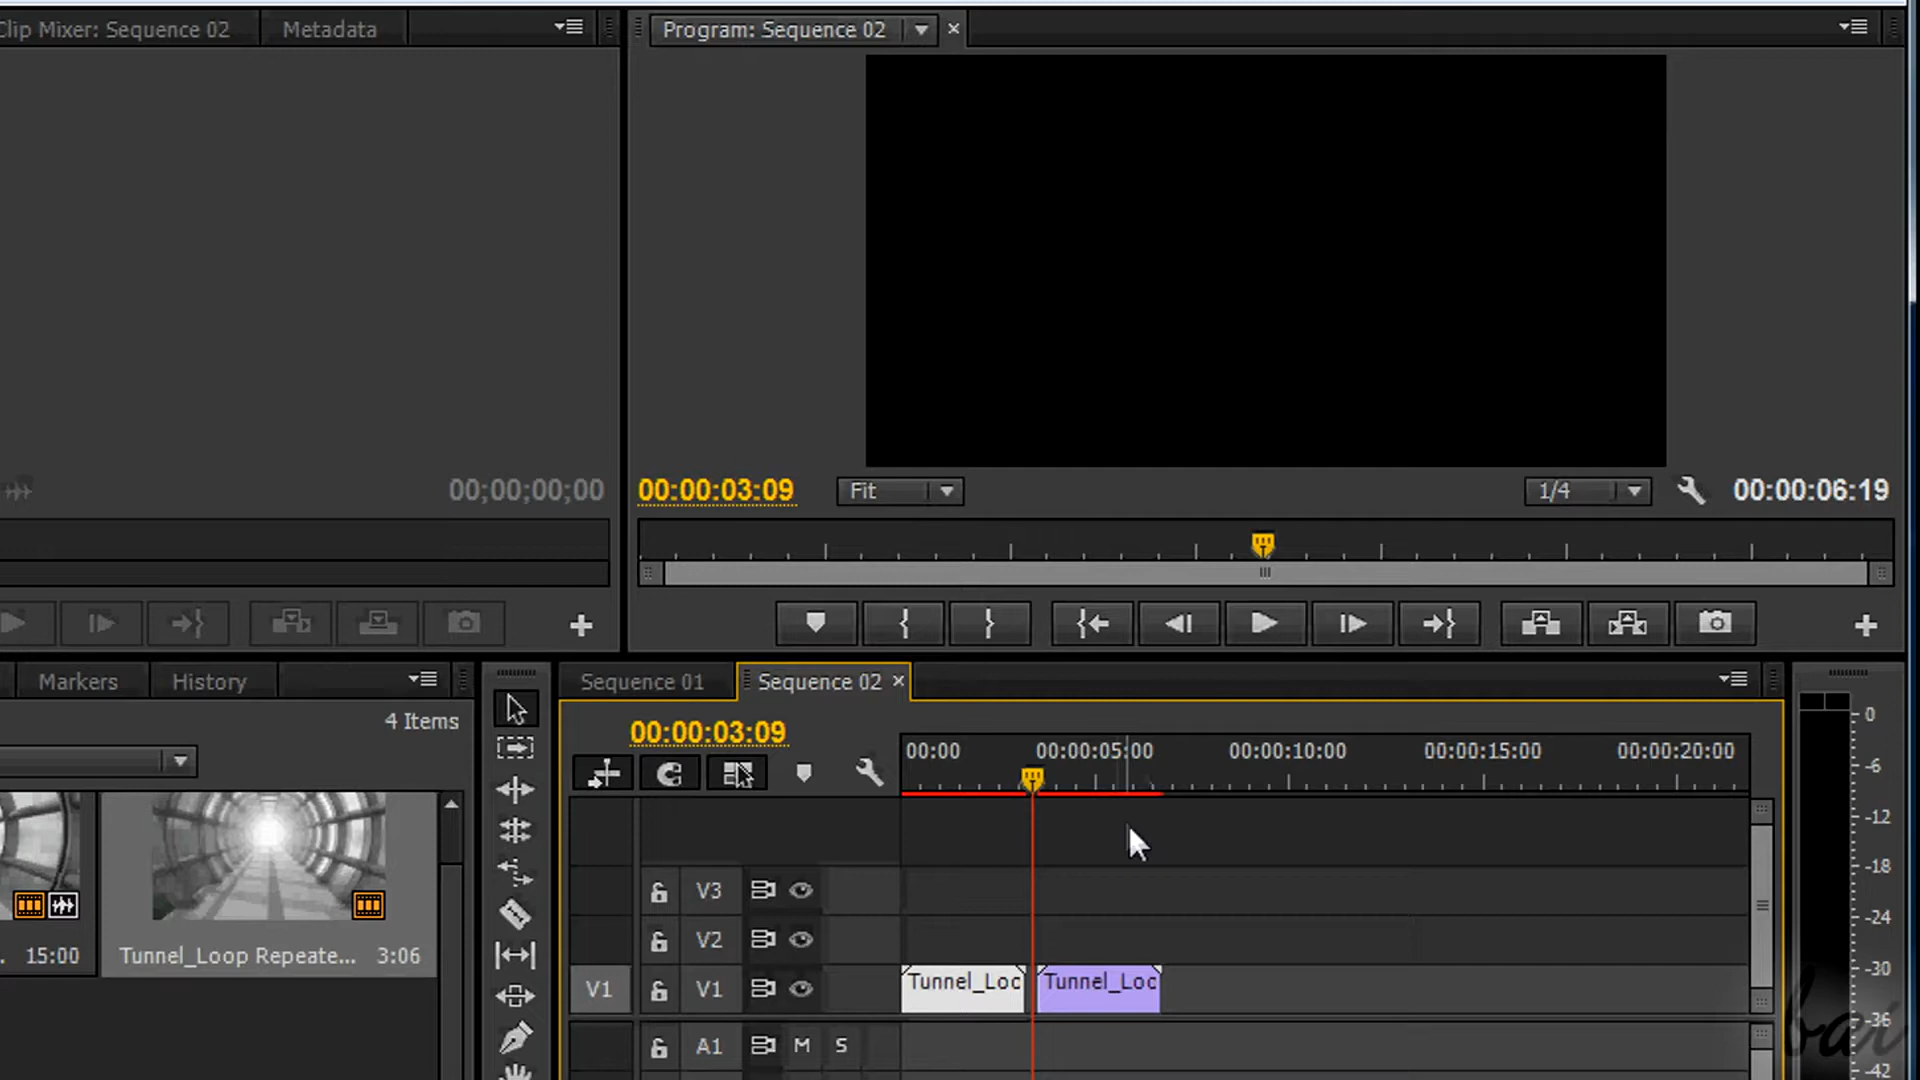 Clip Mixer: Sequence 02
Metadata
Program: Sequence 02
00;00;00;00
00:00:03:09
Fit
1/4
00:00:06:19
Markers
History
4 Items
Sequence 01
Sequence 02
00:00:03:09
00:00
00:00:05:00
00:00:10:00
00:00:15:00
00:00:20:00
0
-6
-12
-18
-24
-30
-36
-42
15:00
Tunnel_Loop Repeate...
3:06
V3
V2
V1
V1
Tunnel_Loc
Tunnel_Loc
A1
M
S